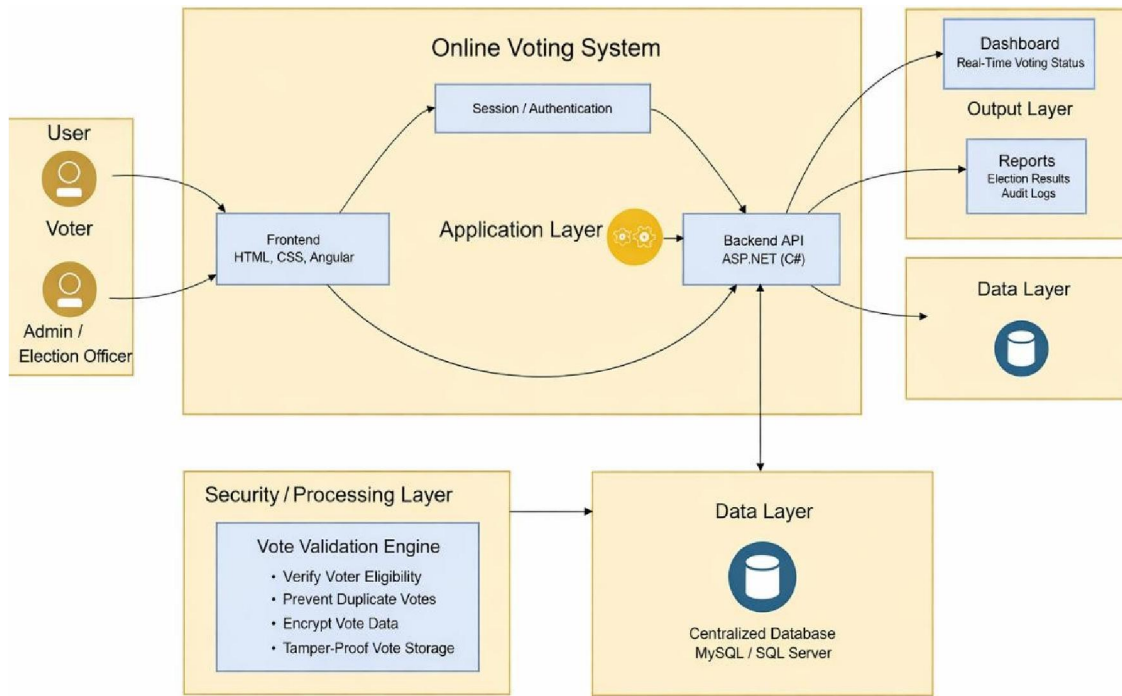 Online Voting System
Session / Authentication
User
Voter
Admin /
Election Officer
Frontend
HTML, CSS, Angular
Application Layer
Backend API
ASP.NET (C#)
Dashboard
Real-Time Voting Status
Output Layer
Reports
Election Results
Audit Logs
Data Layer
Security / Processing Layer
Vote Validation Engine
• Verify Voter Eligibility
• Prevent Duplicate Votes
• Encrypt Vote Data
• Tamper-Proof Vote Storage
Data Layer
Centralized Database
MySQL / SQL Server